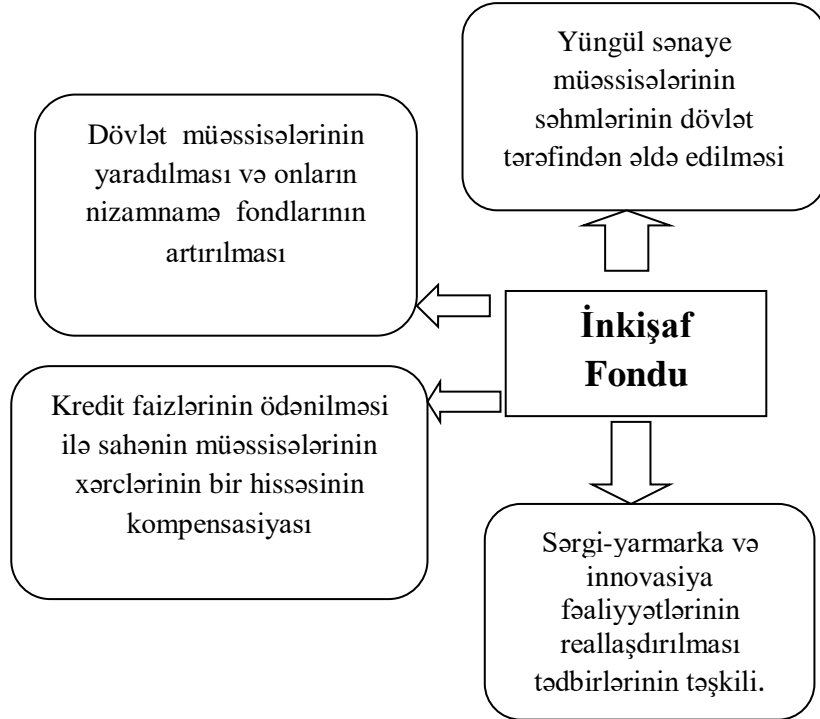 Yüngül sənaye
müəssisələrinin
səhmlərinin dövlət
tərəfindən əldə edilməsi
Dövlət müəssisələrinin
yaradılması və onların
nizamnamə fondlarının
artırılması
İnkişaf
Fondu
Kredit faizlərinin ödənilməsi
ilə sahənin müəssisələrinin
xərclərinin bir hissəsinin
kompensasiyası
Sərgi-yarmarka və
innovasiya
fəaliyyətlərinin
reallaşdırılması
tədbirlərinin təşkili.